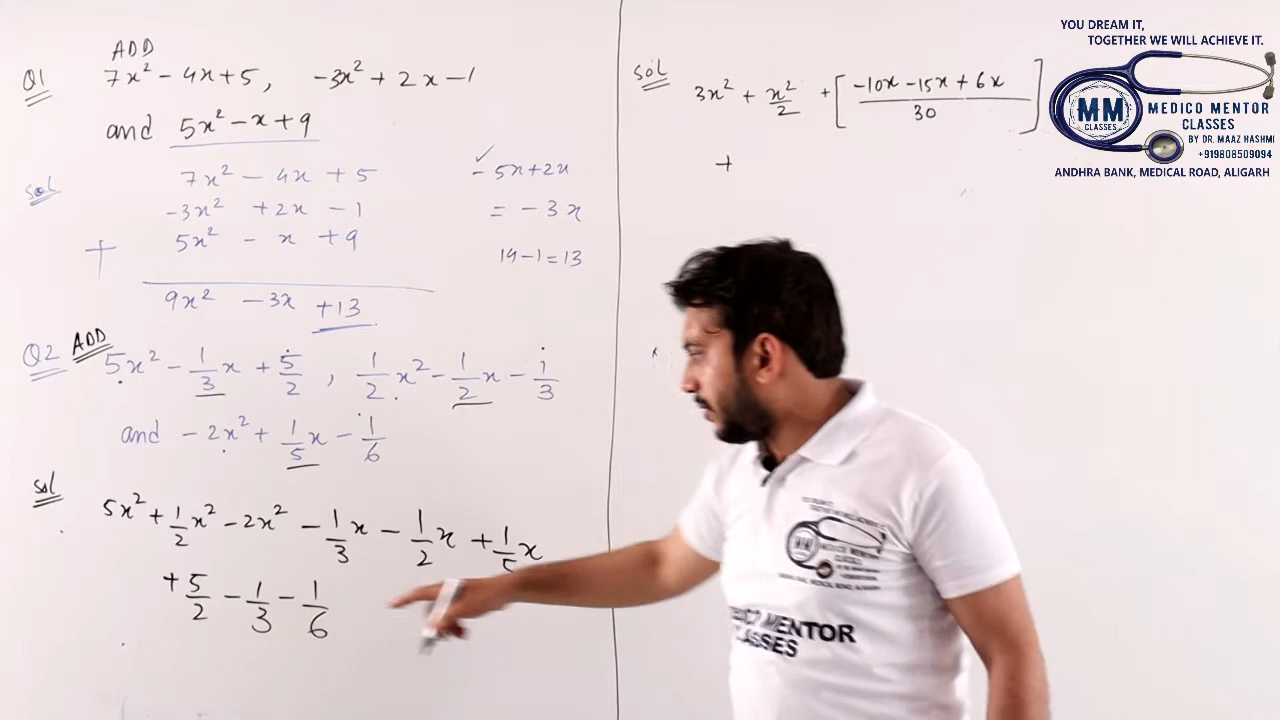 ADD
Q1 7x² - 4x + 5, -3x² + 2x - 1
and 5x² - x + 9
Sol 7x² - 4x + 5
-3x² + 2x - 1
+ 5x² - x + 9
9x² - 3x + 13
✓
- 5x + 2x
= - 3x
14 - 1 = 13
Q2 ADD 5x² - 1/3 x + 5/2, 1/2 x² - 1/2 x - 1/3
and - 2x² + 1/5 x - 1/6
Sol
5x² + 1/2 x² - 2x² - 1/3 x - 1/2 x + 1/5 x
+ 5/2 - 1/3 - 1/6
Sol
3x² + x²/2 + [ -10x - 15x + 6x / 30 ]
+
YOU DREAM IT,
TOGETHER WE WILL ACHIEVE IT.
MM
CLASSES
MEDICO MENTOR
CLASSES
BY DR. MAAZ HASHMI
+919808509094
ANDHRA BANK, MEDICAL ROAD, ALIGARH
MEDICO MENTOR
CLASSES